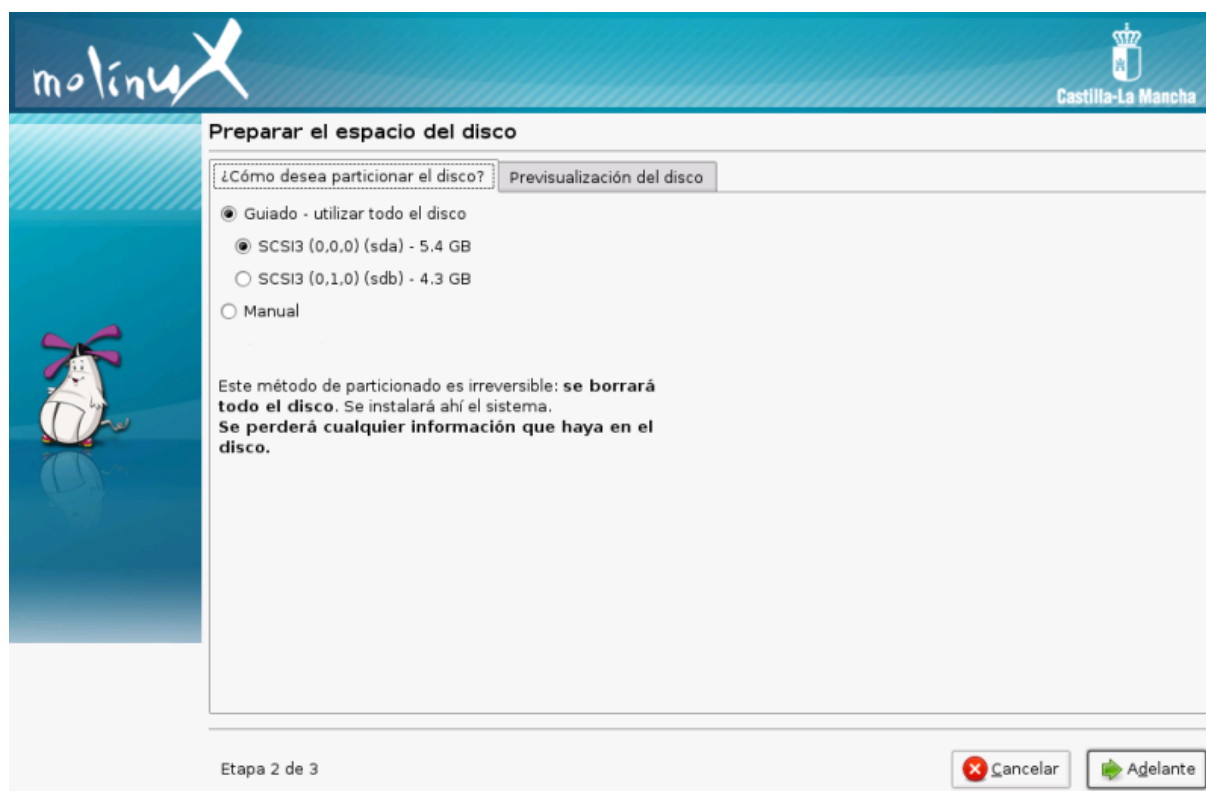 molinux
Castilla-La Mancha
Preparar el espacio del disco
¿Cómo desea particionar el disco?
Previsualización del disco
Guiado - utilizar todo el disco
SCSI3 (0,0,0) (sda) - 5.4 GB
SCSI3 (0,1,0) (sdb) - 4.3 GB
Manual
Este método de particionado es irreversible: se borrará
todo el disco. Se instalará ahí el sistema.
Se perderá cualquier información que haya en el
disco.
Etapa 2 de 3
Cancelar
Adelante